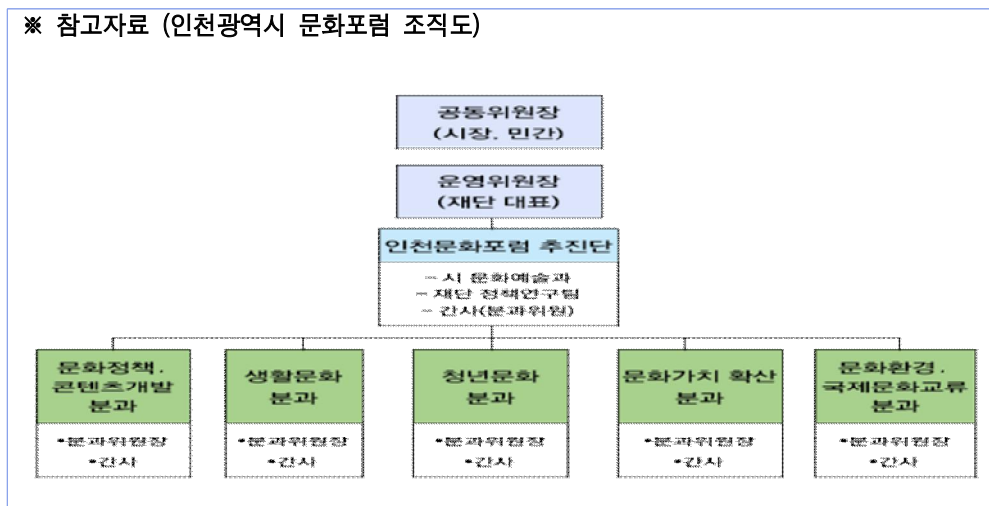 ※ 참고자료 (인천광역시 문화포럼 조직도)
공동위원장
(시장, 민간)
운영위원장
(재단 대표)
인천문화포럼 추진단
- 시 문화예술과
- 재단 정책연구팀
- 간사(분과위원)
문화정책·
콘텐츠개발
분과
•분과위원장
•간사
생활문화
분과
•분과위원장
•간사
청년문화
분과
•분과위원장
•간사
문화가치 확산
분과
•분과위원장
•간사
문화환경·
국제문화교류
분과
•분과위원장
•간사